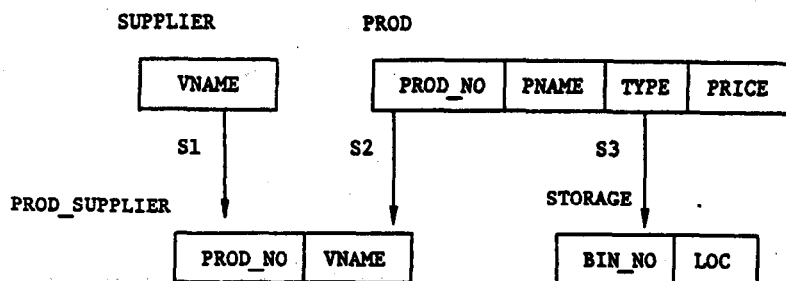 SUPPLIER PROD
VNAME PROD_NO PNAME TYPE PRICE
S1 S2 S3
PROD_SUPPLIER STORAGE
PROD_NO VNAME BIN_NO LOC